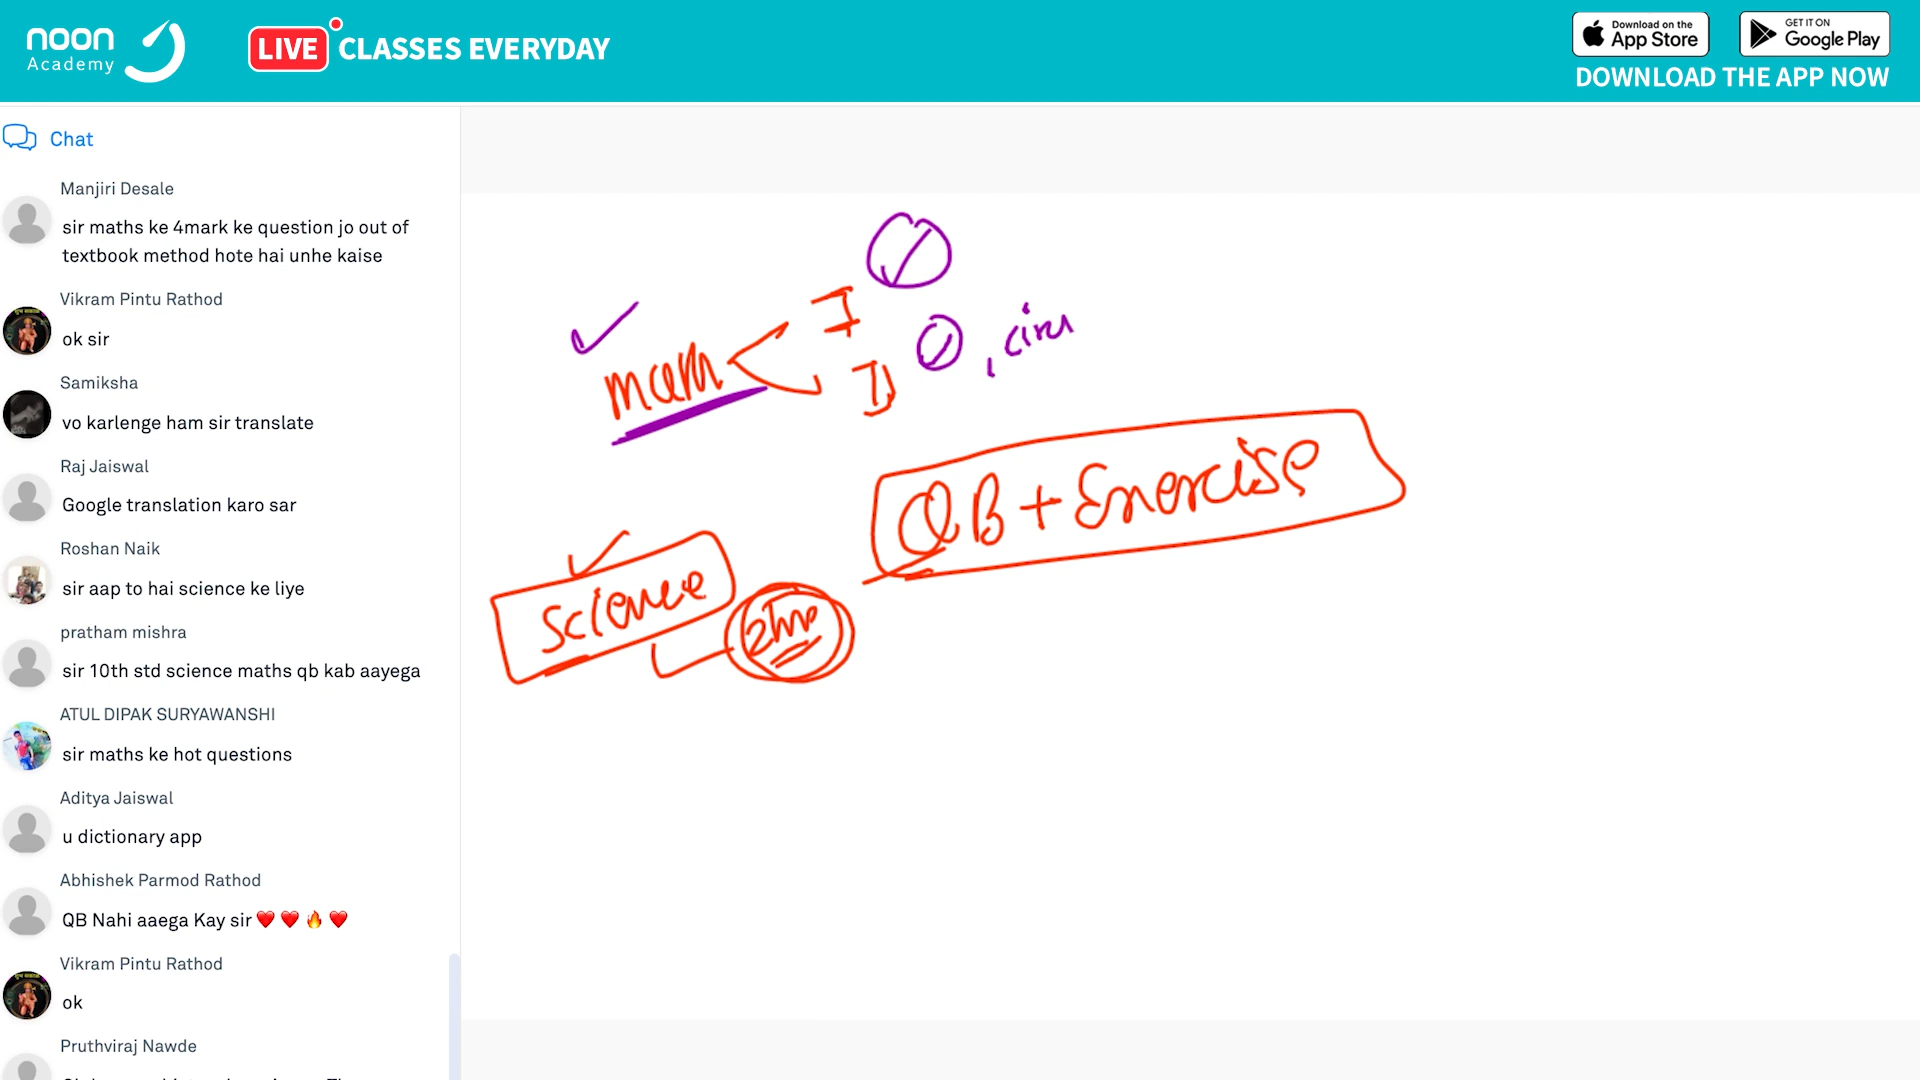 noon
Academy
LIVE CLASSES EVERYDAY
Download on the
App Store
GET IT ON
Google Play
DOWNLOAD THE APP NOW
Chat
Manjiri Desale
sir maths ke 4mark ke question jo out of
textbook method hote hai unhe kaise
Vikram Pintu Rathod
ok sir
Samiksha
vo karlenge ham sir translate
Raj Jaiswal
Google translation karo sar
Roshan Naik
sir aap to hai science ke liye
pratham mishra
sir 10th std science maths qb kab aayega
ATUL DIPAK SURYAWANSHI
sir maths ke hot questions
Aditya Jaiswal
u dictionary app
Abhishek Parmod Rathod
QB Nahi aaega Kay sir❤️ ❤️ 🔥 ❤️
Vikram Pintu Rathod
ok
Pruthviraj Nawde
I
II
QB + Exercise
Science
2hr